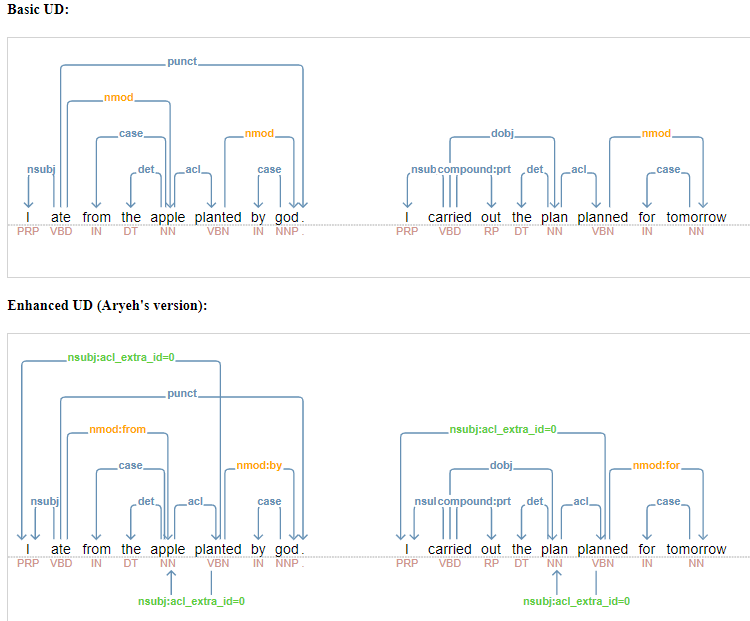 Basic UD:
punct
nmod
case nmod dobj nmod
nsubj det acl case nsub compound:prt det acl case
I ate from the apple planted by god . I carried out the plan planned for tomorrow
PRP VBD IN DT NN VBN IN NNP . PRP VBD RP DT NN VBN IN NN
Enhanced UD (Aryeh's version):
nsubj:acl_extra_id=0
punct
nmod:from nsubj:acl_extra_id=0
case nmod:by dobj nmod:for
nsubj det acl case nsul compound:prt det acl case
I ate from the apple planted by god . I carried out the plan planned for tomorrow
PRP VBD IN DT NN VBN IN NNP . PRP VBD RP DT NN VBN IN NN
nsubj:acl_extra_id=0 nsubj:acl_extra_id=0